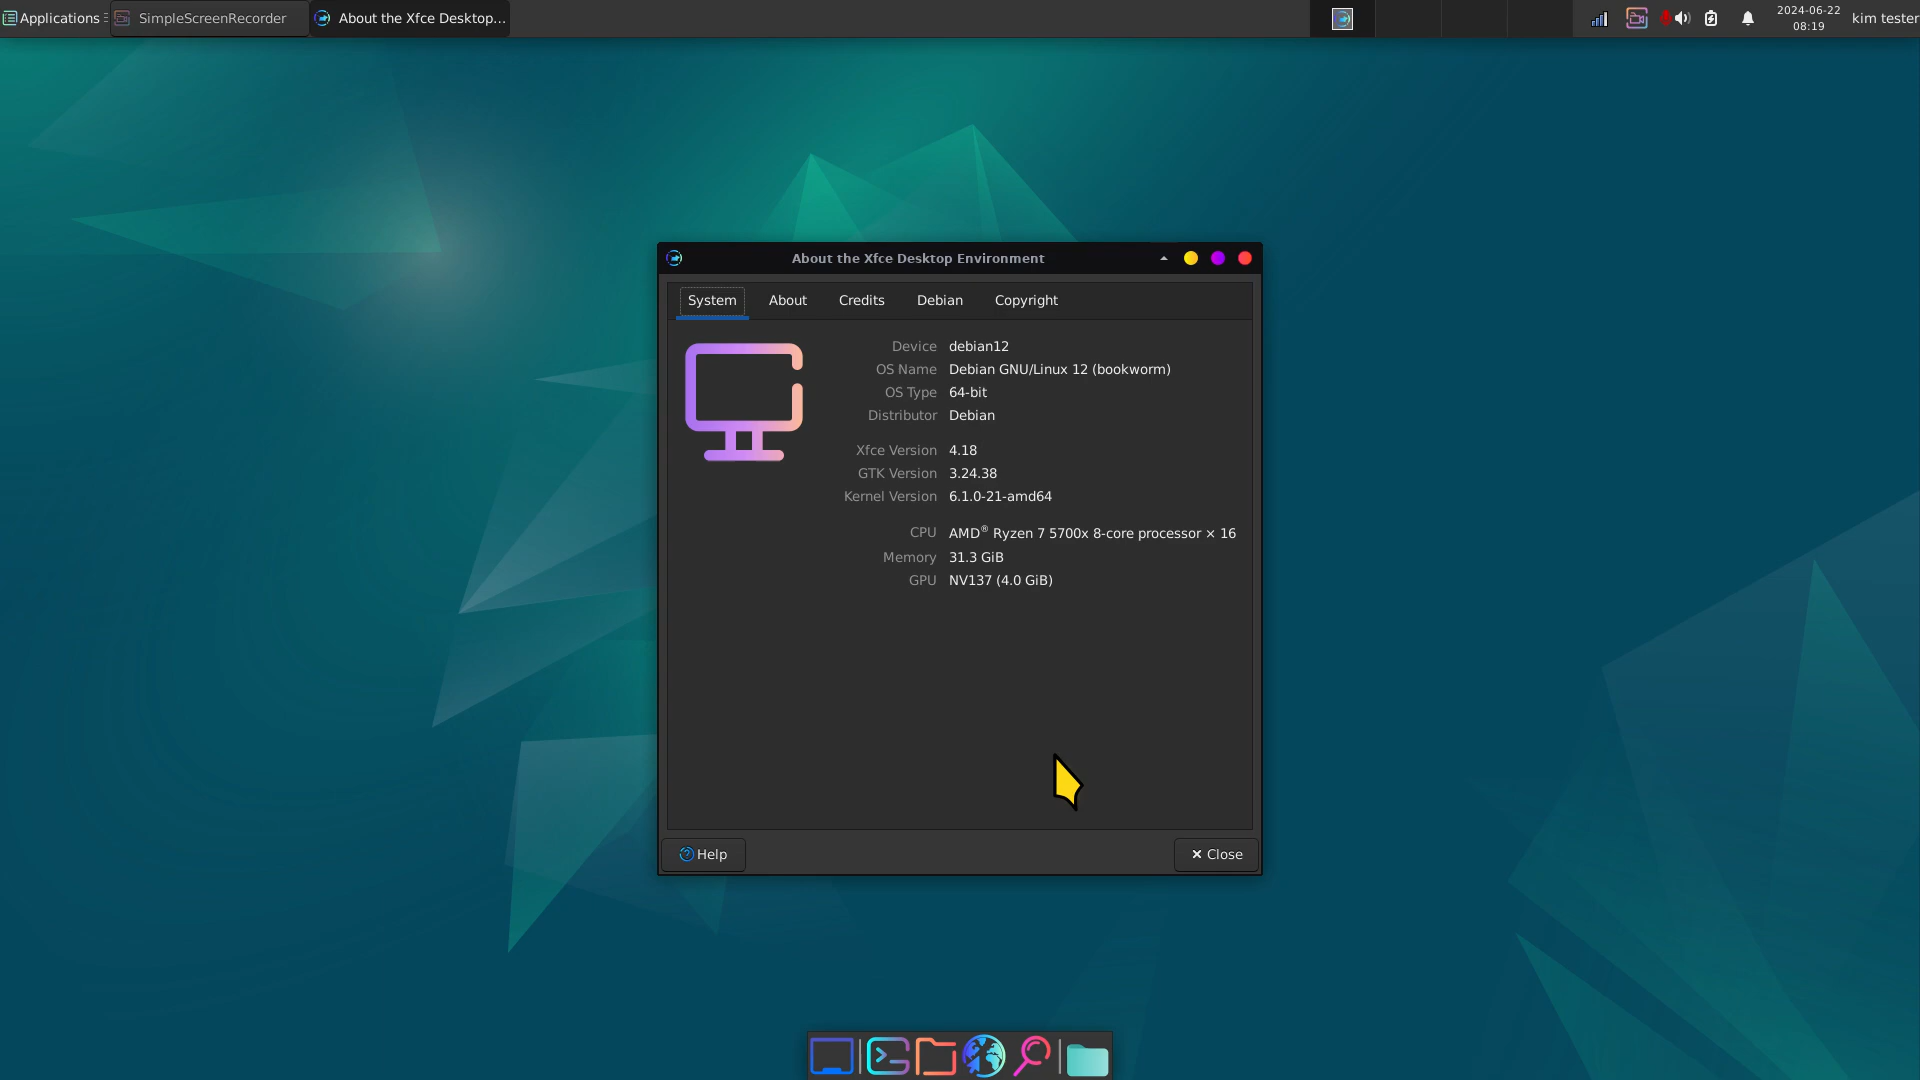 Applications
SimpleScreenRecorder
About the Xfce Desktop...
2024-06-22
08:19
kim tester
About the Xfce Desktop Environment
System
About
Credits
Debian
Copyright
Device debian12
OS Name Debian GNU/Linux 12 (bookworm)
OS Type 64-bit
Distributor Debian
Xfce Version 4.18
GTK Version 3.24.38
Kernel Version 6.1.0-21-amd64
CPU AMD® Ryzen 7 5700x 8-core processor × 16
Memory 31.3 GiB
GPU NV137 (4.0 GiB)
Help
Close